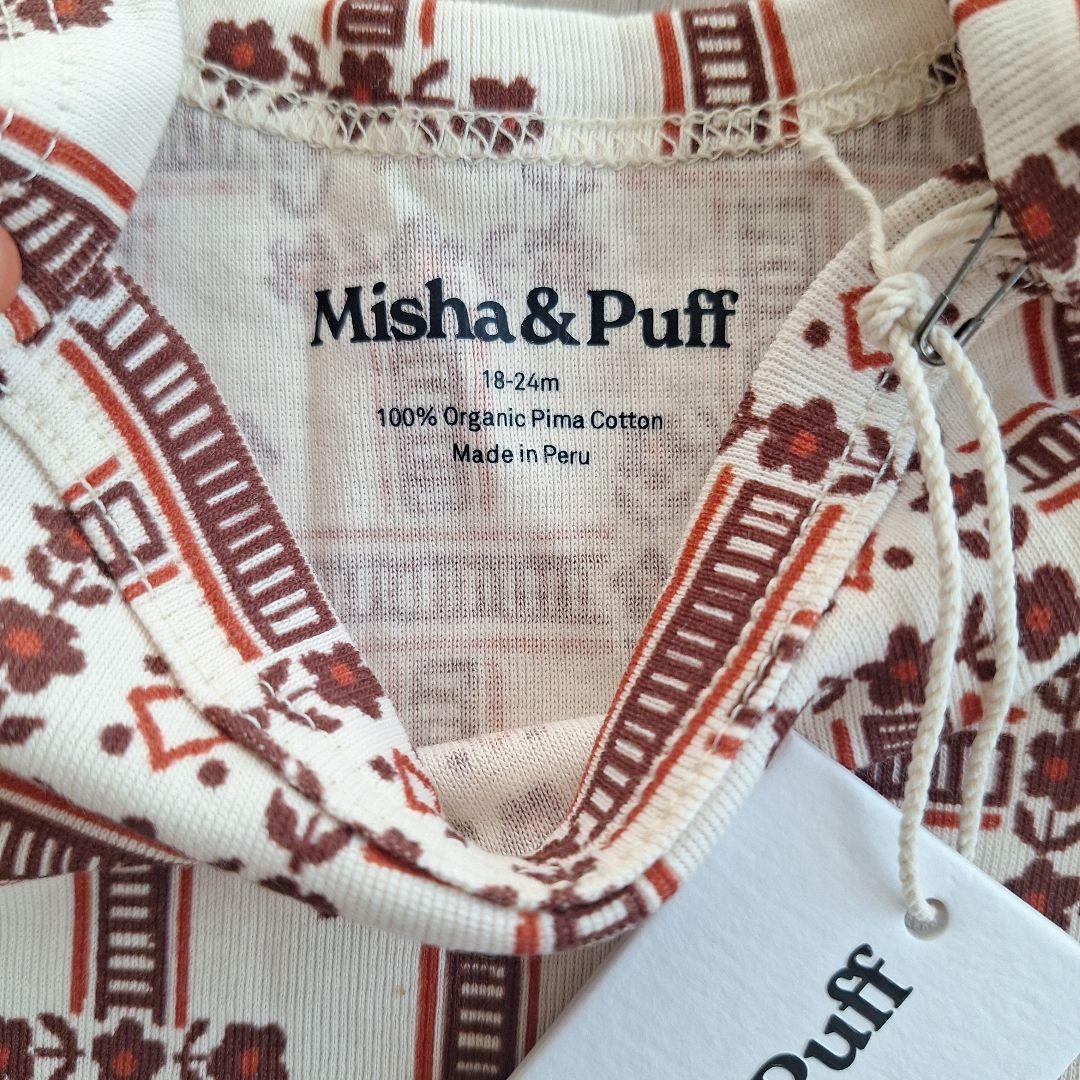 Misha & Puff
18-24m
100% Organic Pima Cotton
Made in Peru
Puff